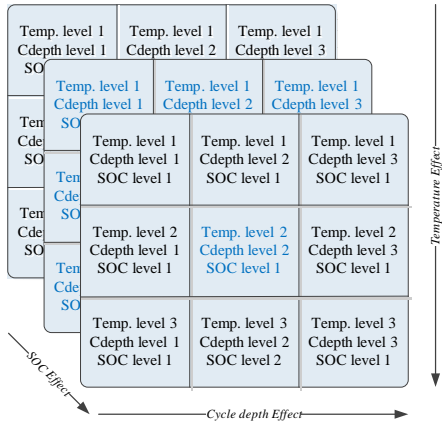 Temp. level 1 Temp. level 1 Temp. level 1
Cdepth level 1 Cdepth level 2 Cdepth level 3
Temp. level 1 Temp. level 1 Temp. level 1
Cdepth level 1 Cdepth level 2 Cdepth level 3
Temp. level 1 Temp. level 1 Temp. level 1
Cdepth level 1 Cdepth level 2 Cdepth level 3
SOC level 1 SOC level 1 SOC level 1
Temp. level 2 Temp. level 2 Temp. level 2
Cdepth level 1 Cdepth level 2 Cdepth level 3
SOC level 1 SOC level 1 SOC level 1
Temp. level 3 Temp. level 3 Temp. level 3
Cdepth level 1 Cdepth level 2 Cdepth level 3
SOC level 1 SOC level 2 SOC level 1
Temperature Effect
SOC Effect
Cycle depth Effect